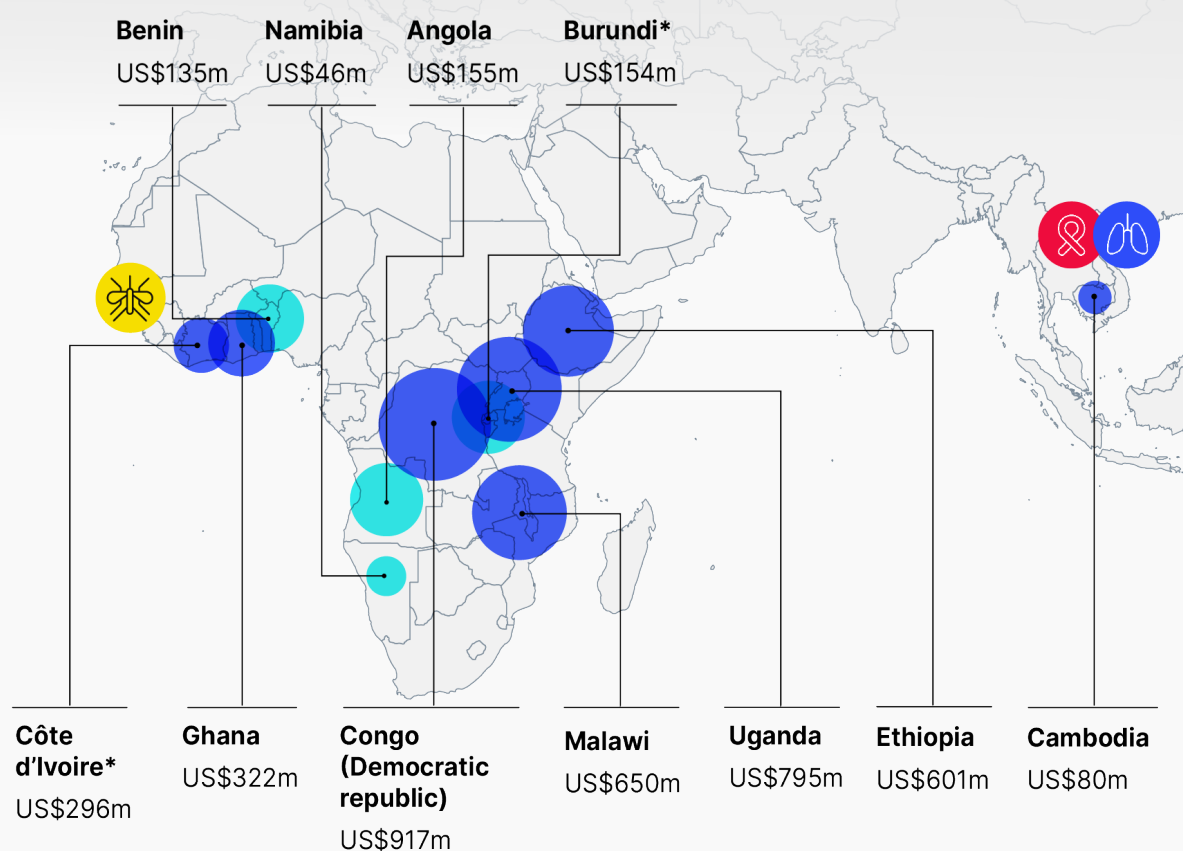 Benin
US$135m
Namibia
US$46m
Angola
US$155m
Burundi*
US$154m
Côte
d’Ivoire*
US$296m
Ghana
US$322m
Congo
(Democratic
republic)
US$917m
Malawi
US$650m
Uganda
US$795m
Ethiopia
US$601m
Cambodia
US$80m